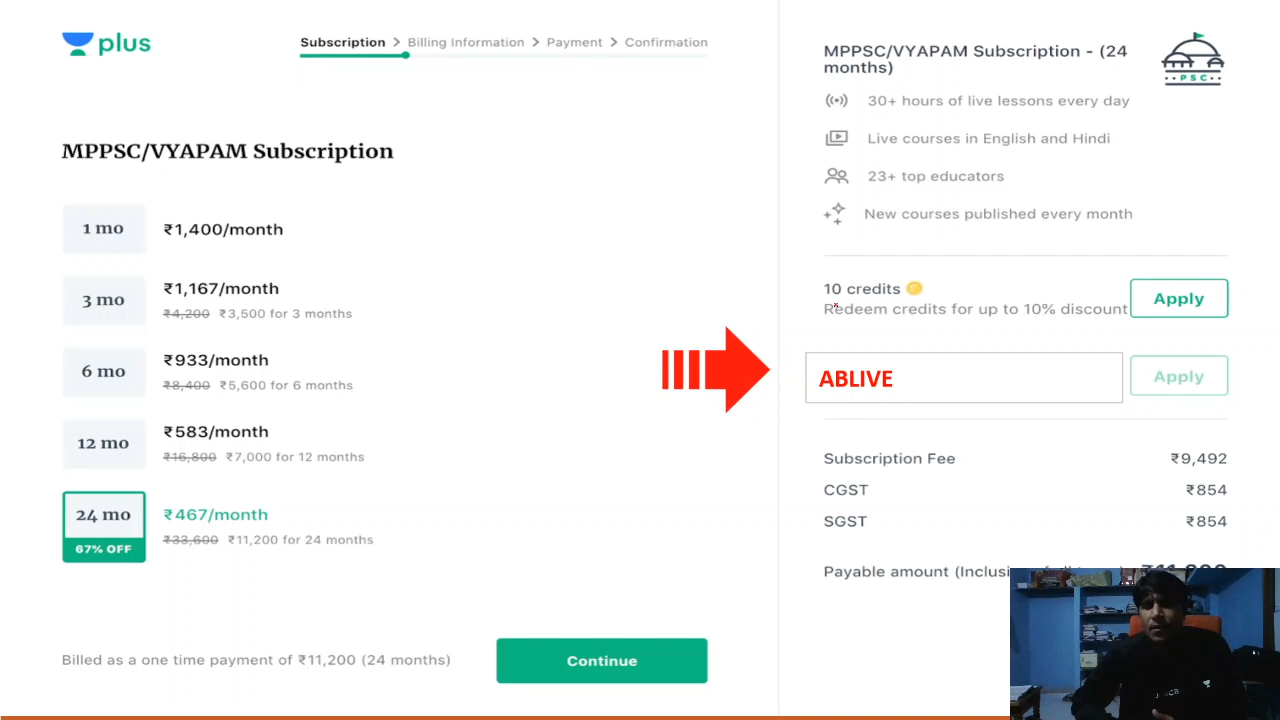 plus
Subscription > Billing Information > Payment > Confirmation
MPPSC/VYAPAM Subscription
1 mo ₹1,400/month
3 mo ₹1,167/month
₹4,200 ₹3,500 for 3 months
6 mo ₹933/month
₹8,400 ₹5,600 for 6 months
12 mo ₹583/month
₹16,800 ₹7,000 for 12 months
24 mo ₹467/month
67% OFF ₹33,600 ₹11,200 for 24 months
Billed as a one time payment of ₹11,200 (24 months)
Continue
MPPSC/VYAPAM Subscription - (24
months)
PSC
30+ hours of live lessons every day
Live courses in English and Hindi
23+ top educators
New courses published every month
10 credits
Redeem credits for up to 10% discount
Apply
ABLIVE
Apply
Subscription Fee ₹9,492
CGST ₹854
SGST ₹854
Payable amount